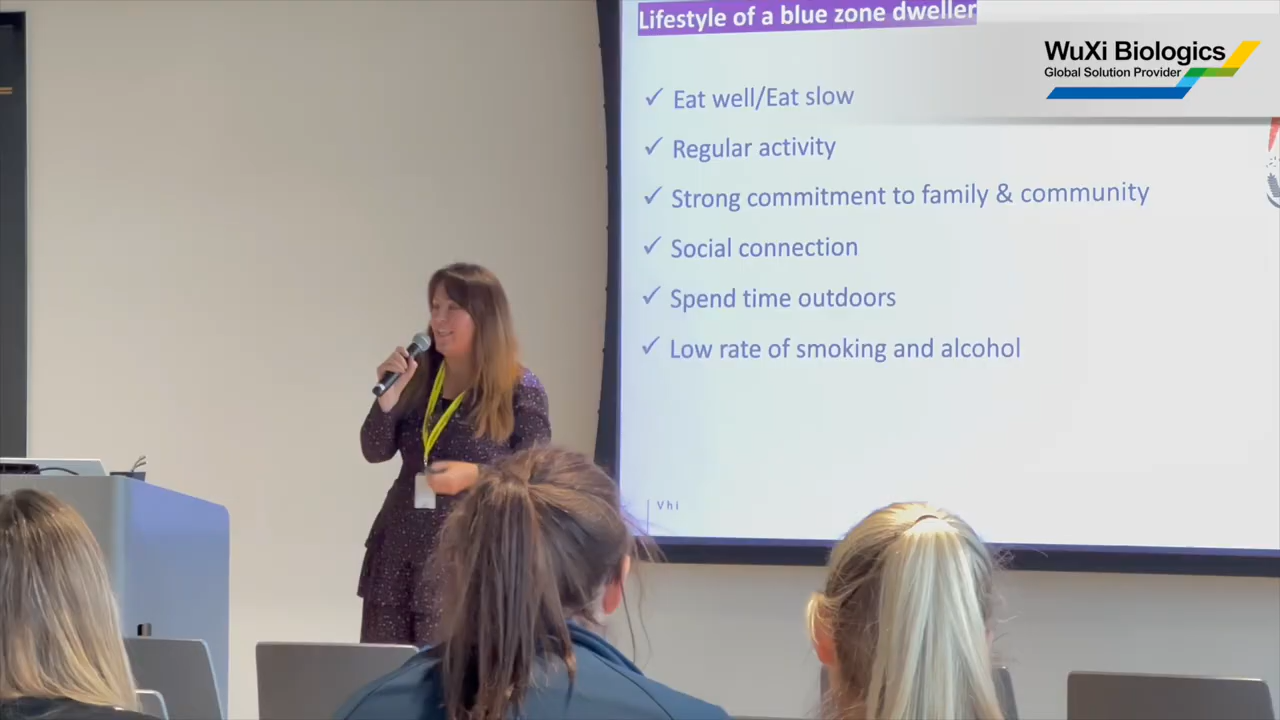 Lifestyle of a blue zone dweller
WuXi Biologics
Global Solution Provider
✓ Eat well/Eat slow
✓ Regular activity
✓ Strong commitment to family & community
✓ Social connection
✓ Spend time outdoors
✓ Low rate of smoking and alcohol
Vhi